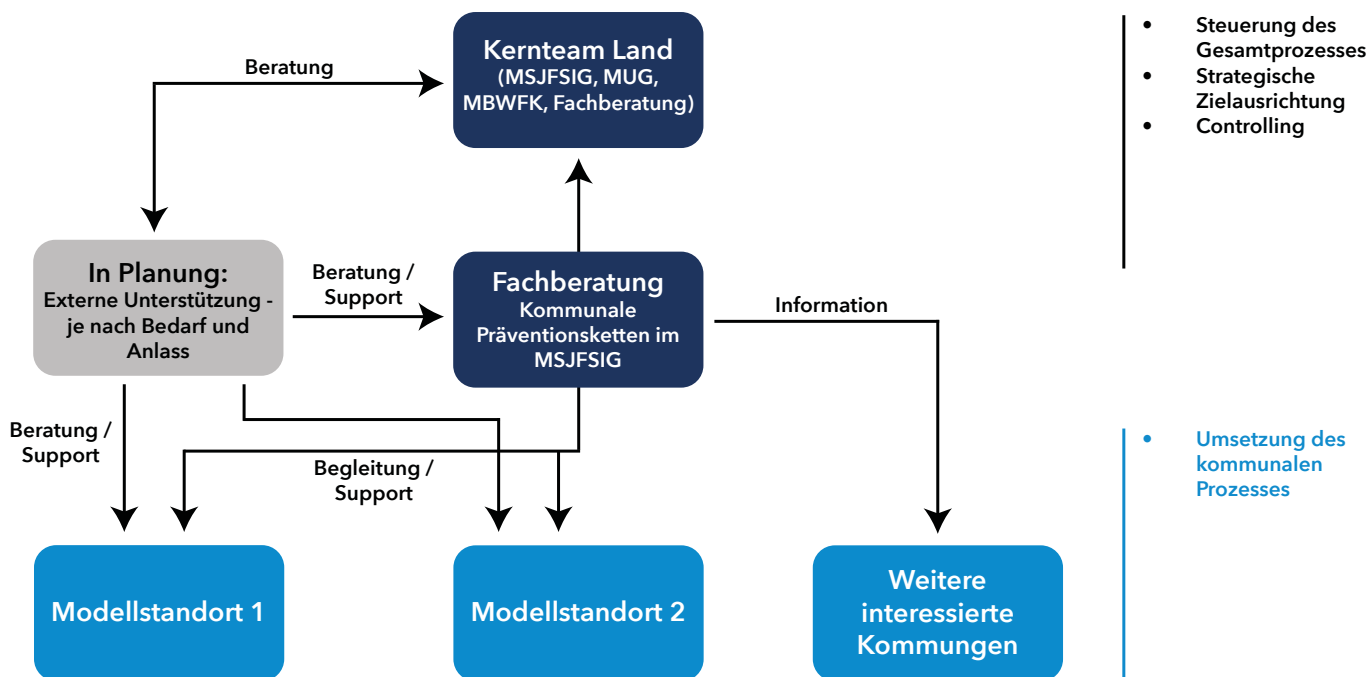 Kernteam Land
(MSJFSIG, MUG,
MBWFK, Fachberatung)
Beratung
• Steuerung des
Gesamtprozesses
• Strategische
Zielausrichtung
• Controlling
In Planung:
Externe Unterstützung -
je nach Bedarf und
Anlass
Beratung /
Support
Fachberatung
Kommunale
Präventionsketten im
MSJFSIG
Information
Beratung /
Support
Begleitung /
Support
• Umsetzung des
kommunalen
Prozesses
Modellstandort 1
Modellstandort 2
Weitere
interessierte
Kommungen